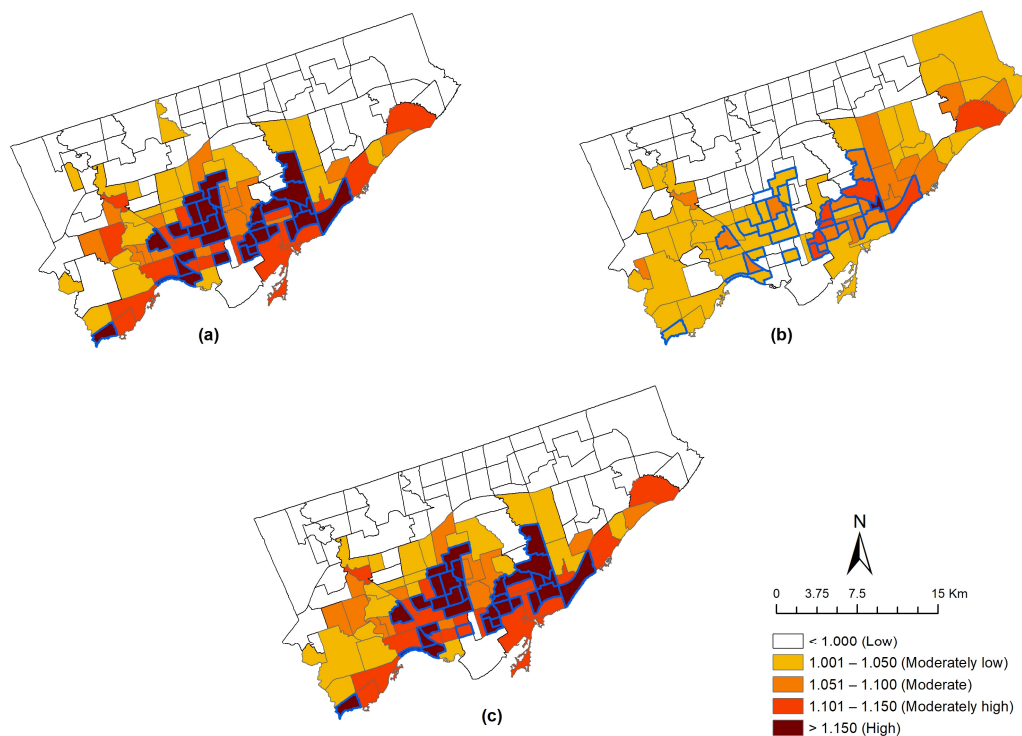 (a)
(b)
(c)
N
0 3.75 7.5 15 Km
< 1.000 (Low)
1.001 – 1.050 (Moderately low)
1.051 – 1.100 (Moderate)
1.101 – 1.150 (Moderately high)
> 1.150 (High)